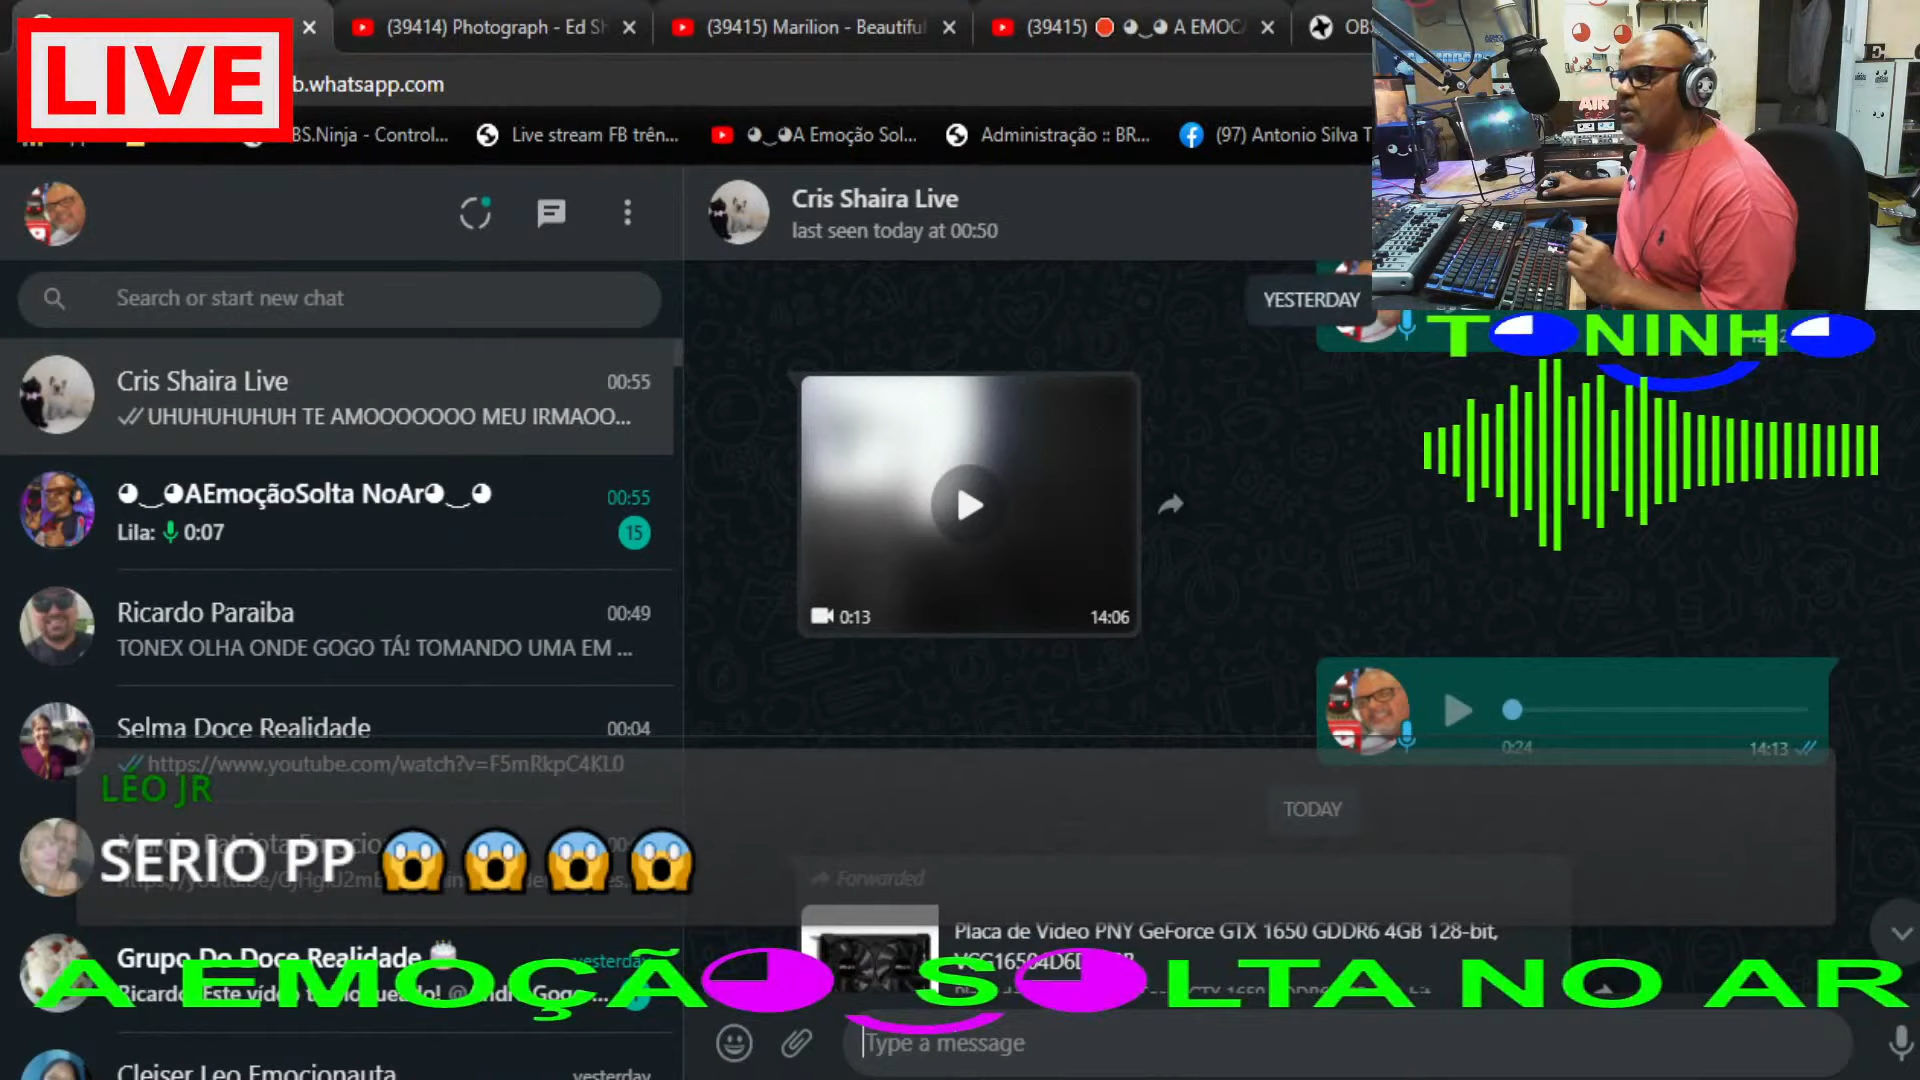 LIVE
(39414) Photograph - Ed Sh
(39415) Marilion - Beautiful
(39415) A EMOÇ
OBS
b.whatsapp.com
BS.Ninja - Control...
Live stream FB trên...
A Emoção Sol...
Administração :: BR...
(97) Antonio Silva T
AIR
Cris Shaira Live
last seen today at 00:50
Search or start new chat
YESTERDAY
TONINHO
Cris Shaira Live
00:55
UHUHUHUHUH TE AMOOOOOOO MEU IRMAOO...
AEmoçãoSolta NoAr
00:55
Lila: 0:07
15
0:13
14:06
Ricardo Paraiba
00:49
TONEX OLHA ONDE GOGO TÁ! TOMANDO UMA EM ...
Selma Doce Realidade
00:04
https://www.youtube.com/watch?v=F5mRkpC4KL0
0:24
14:13
LÉO JR
SERIO PP 😱 😱 😱 😱
TODAY
Forwarded
Placa de Video PNY GeForce GTX 1650 GDDR6 4GB 128-bit,
Grupo Do Doce Realidade
yesterday
A EMOÇÃO SOLTA NO AR
Type a message
Cleiser Leo Emocionauta
yesterday